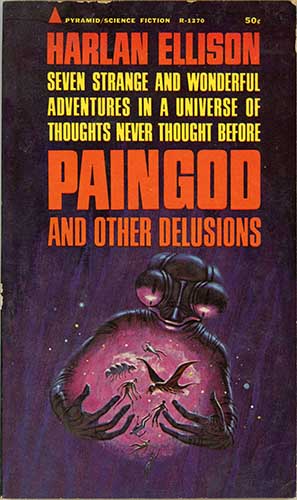 PYRAMID/SCIENCE FICTION R-1270 50¢
HARLAN ELLISON
SEVEN STRANGE AND WONDERFUL
ADVENTURES IN A UNIVERSE OF
THOUGHTS NEVER THOUGHT BEFORE
PAINGOD
AND OTHER DELUSIONS